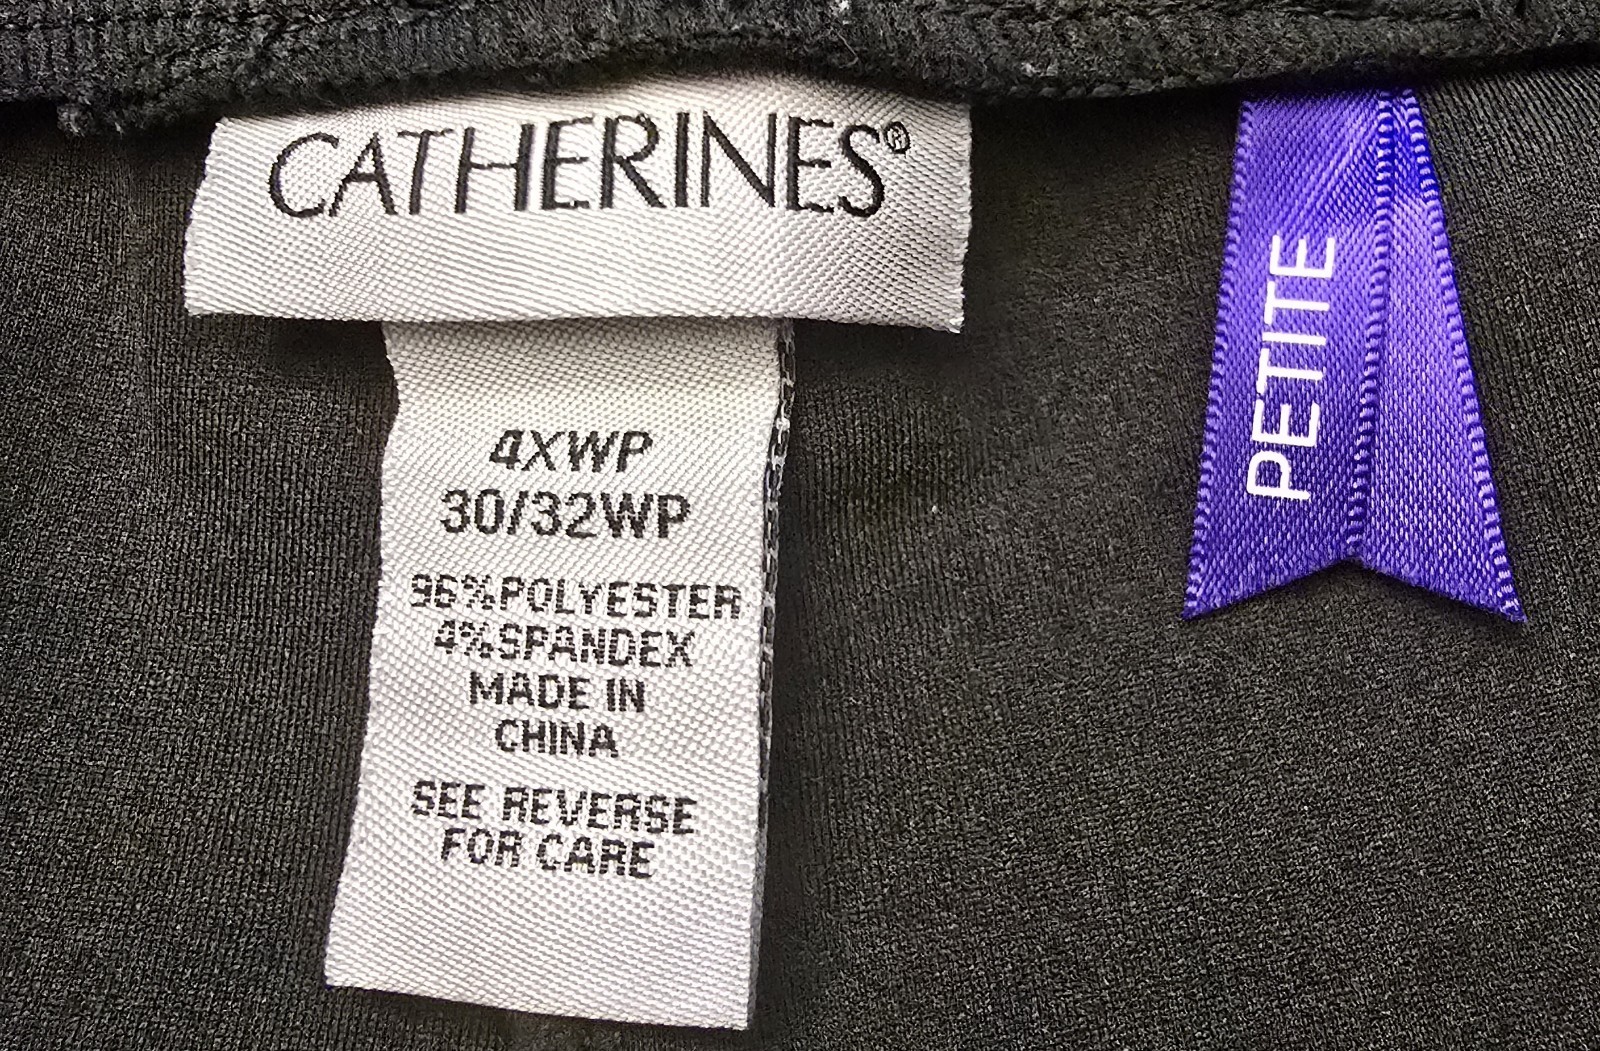 CATHERINES®
4XWP
30/32WP
96%POLYESTER
4%SPANDEX
MADE IN
CHINA
SEE REVERSE
FOR CARE
PETITE